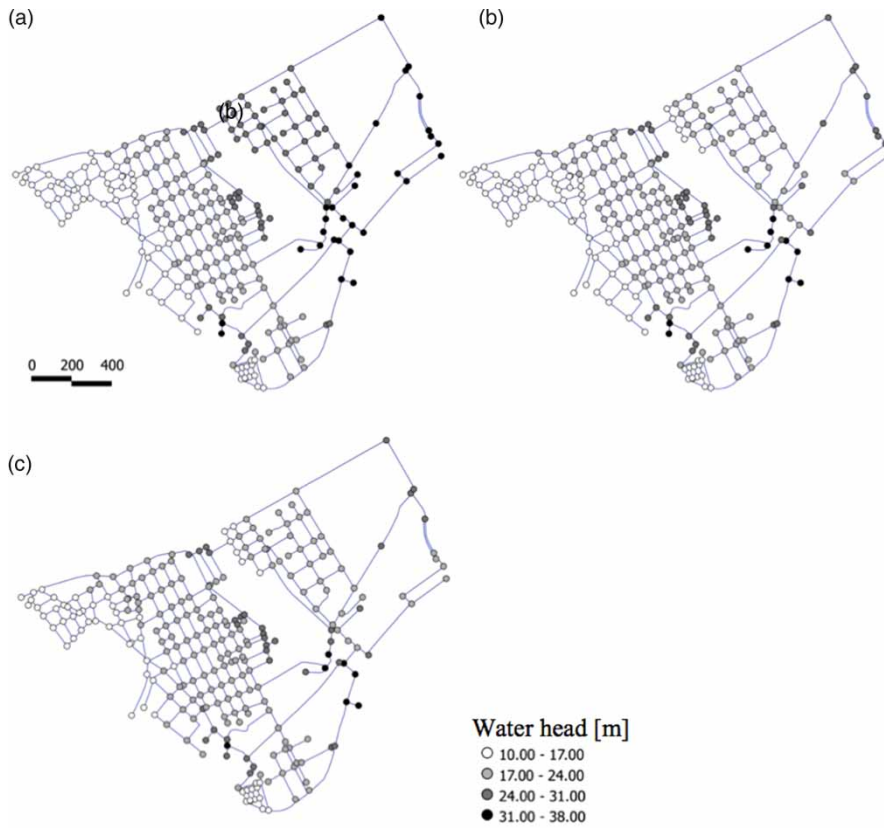 (a)
(b)
(b)
0 200 400
(c)
Water head [m]
10.00 - 17.00
17.00 - 24.00
24.00 - 31.00
31.00 - 38.00